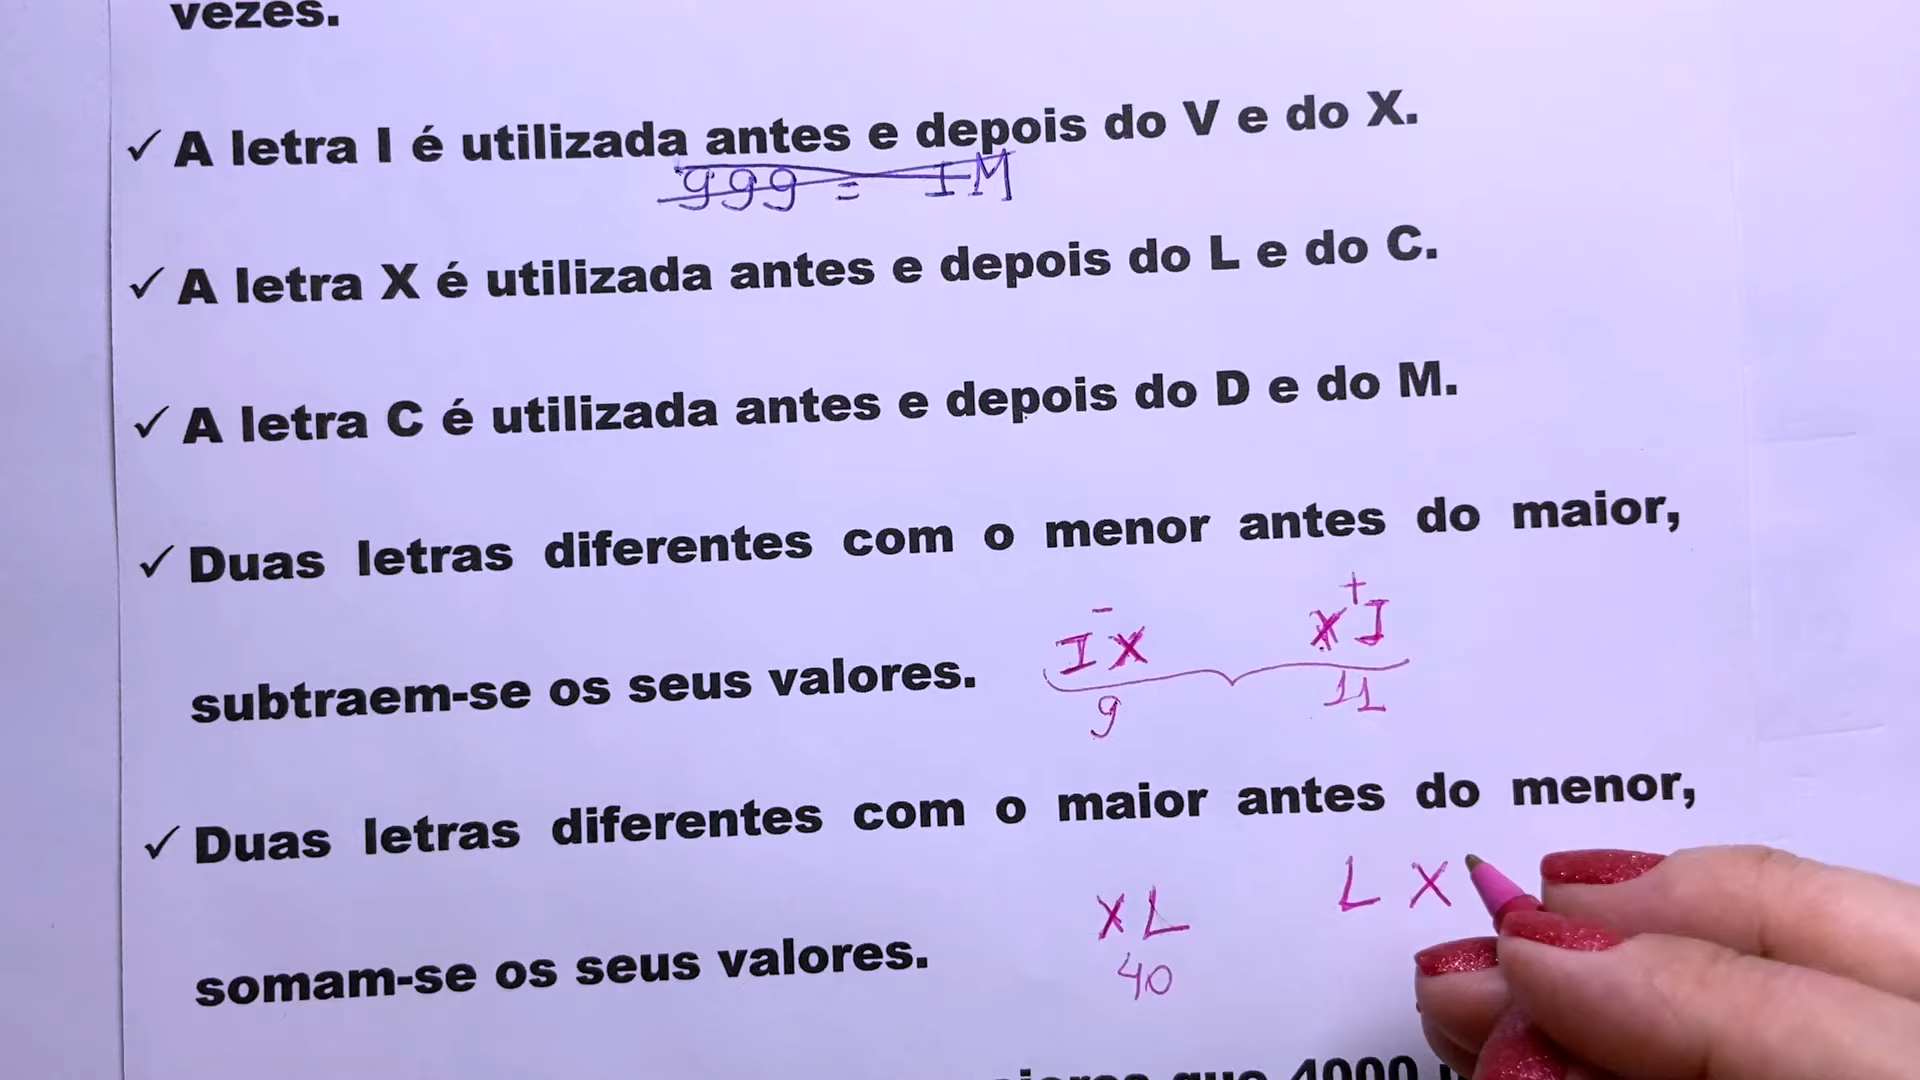 vezes.
✓ A letra I é utilizada antes e depois do V e do X.
999 = IM
✓ A letra X é utilizada antes e depois do L e do C.
✓ A letra C é utilizada antes e depois do D e do M.
✓ Duas letras diferentes com o menor antes do maior,
- +
IX XI
subtraem-se os seus valores.
9 11
✓ Duas letras diferentes com o maior antes do menor,
XL LX
somam-se os seus valores.
40
que 4000